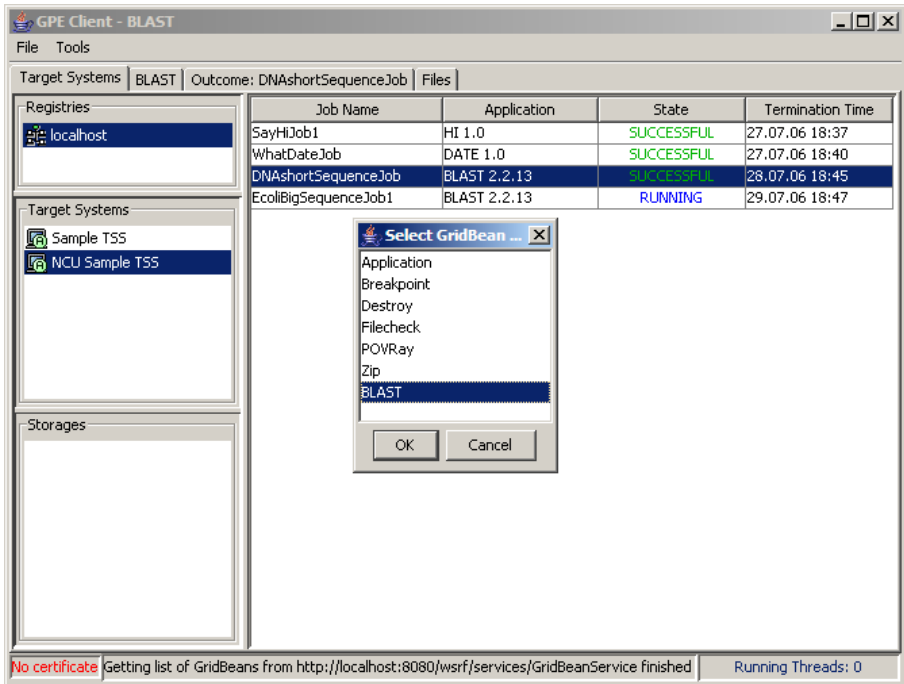 GPE Client - BLAST
File Tools
Target Systems BLAST Outcome: DNAshortSequenceJob Files
Registries
localhost
Target Systems
Sample TSS
NCU Sample TSS
Storages
Job Name Application State Termination Time
SayHiJob1 HI 1.0 SUCCESSFUL 27.07.06 18:37
WhatDateJob DATE 1.0 SUCCESSFUL 27.07.06 18:40
DNAshortSequenceJob BLAST 2.2.13 SUCCESSFUL 28.07.06 18:45
EcoliBigSequenceJob1 BLAST 2.2.13 RUNNING 29.07.06 18:47
Select GridBean ...
Application
Breakpoint
Destroy
Filecheck
POVRay
Zip
BLAST
OK Cancel
No certificate Getting list of GridBeans from http://localhost:8080/wsrf/services/GridBeanService finished Running Threads: 0